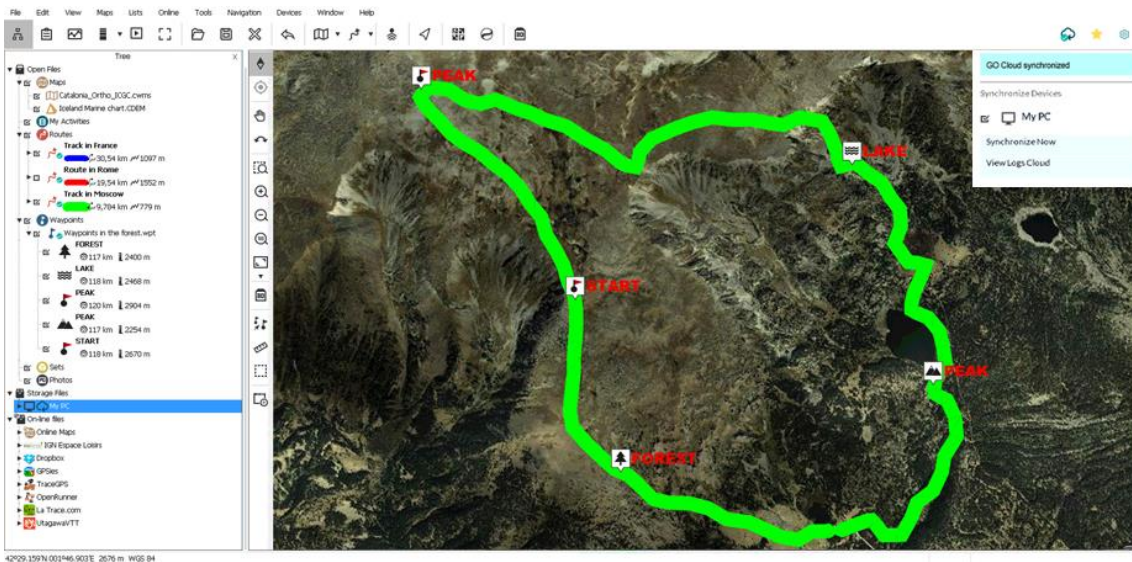 File Edit View Maps Lists Online Tools Navigation Devices Window Help
Tree X
Open Files
Maps
Catalonia_Ortho_ICGC.cwms
Iceland Marine chart.CDEM
My Activities
Routes
Track in France
30,54 km 1097 m
Route in Rome
19,54 km 1552 m
Track in Moscow
9,784 km 779 m
Waypoints
Waypoints in the forest.wpt
FOREST
117 km 2400 m
LAKE
118 km 2468 m
PEAK
120 km 2904 m
PEAK
117 km 2254 m
START
118 km 2670 m
Sets
Photos
Storage Files
My PC
On-line files
Online Maps
IGN Espace Loisirs
Dropbox
GPSies
TraceGPS
OpenRunner
La Trace.com
UtagawaVTT
PEAK
LAKE
START
PEAK
FOREST
GO Cloud synchronized
Synchronize Devices
My PC
Synchronize Now
View Logs Cloud
42º29.159'N 001º46.903'E 2676 m WGS 84